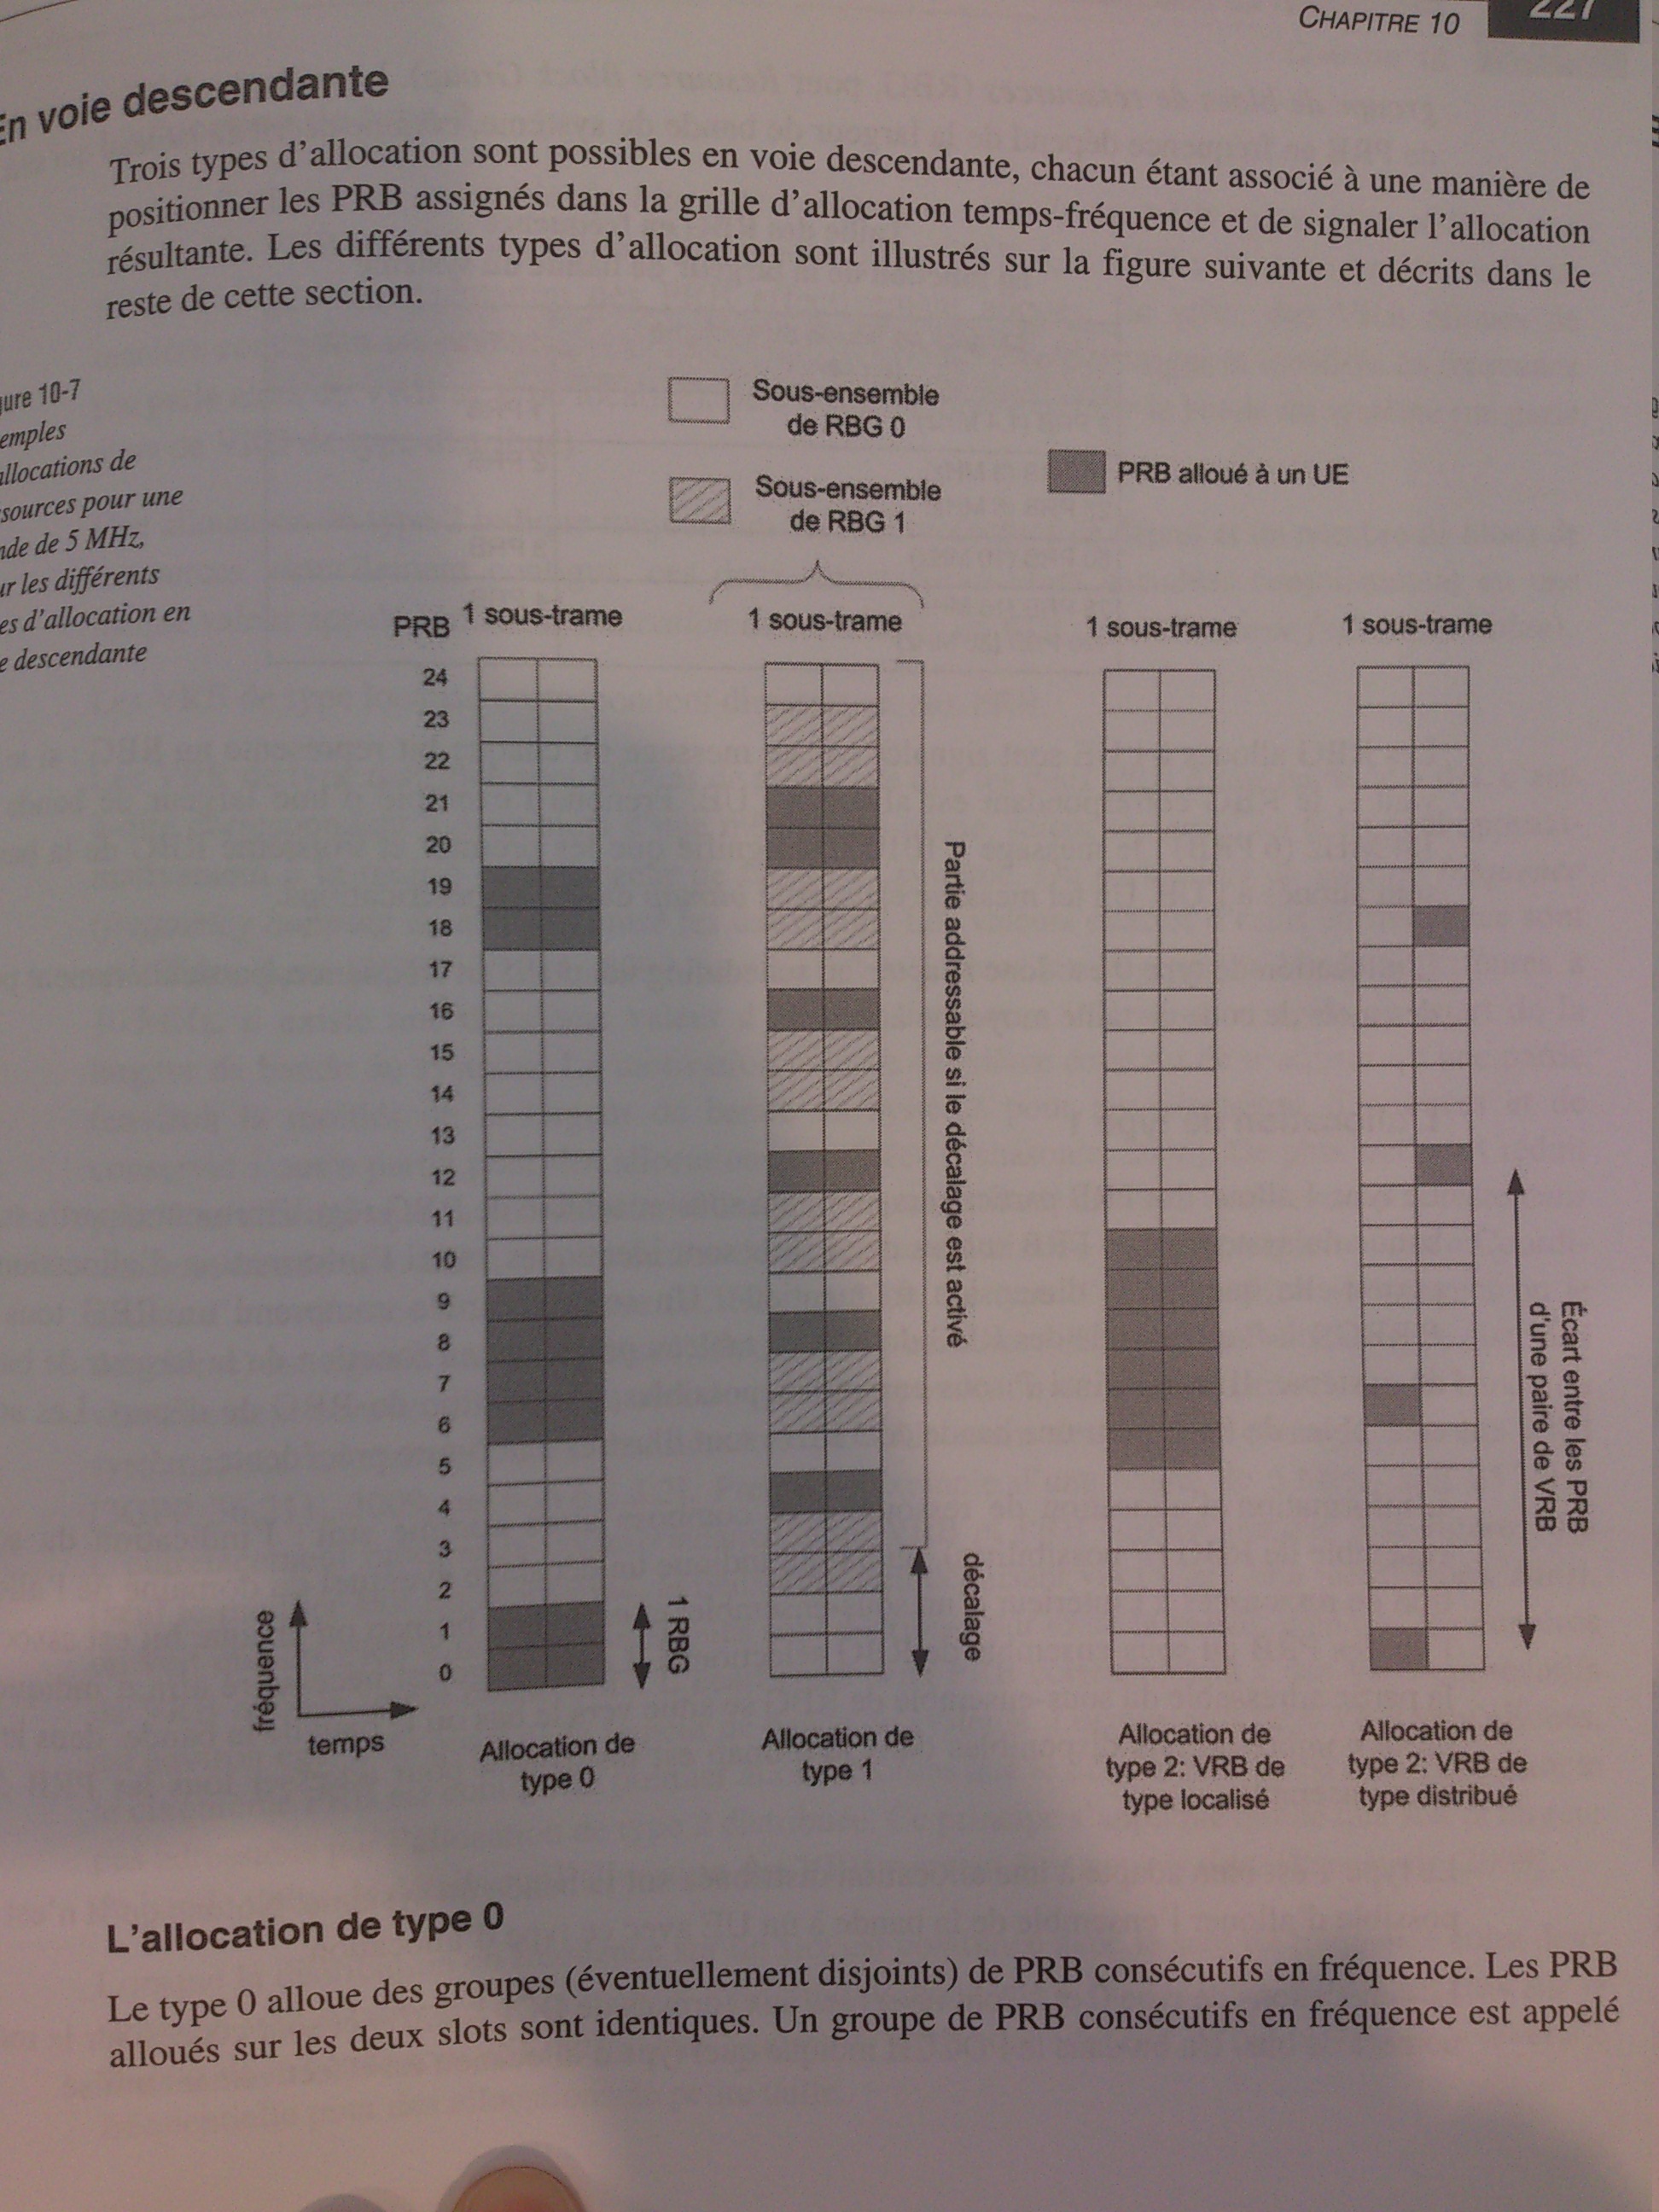 CHAPITRE 10 227
En voie descendante
Trois types d'allocation sont possibles en voie descendante, chacun étant associé à une manière de
positionner les PRB assignés dans la grille d'allocation temps-fréquence et de signaler l'allocation
résultante. Les différents types d'allocation sont illustrés sur la figure suivante et décrits dans le
reste de cette section.
ure 10-7
emples
allocations de
sources pour une
nde de 5 MHz,
ur les différents
es d'allocation en
e descendante
Sous-ensemble
de RBG 0
Sous-ensemble
de RBG 1
PRB alloué à un UE
PRB
1 sous-trame
1 sous-trame
1 sous-trame
1 sous-trame
24
23
22
21
20
19
18
17
16
15
14
13
12
11
10
9
8
7
6
5
4
3
2
1
0
fréquence
temps
1 RBG
Partie addressable si le décalage est activé
décalage
Écart entre les PRB
d'une paire de VRB
Allocation de
type 0
Allocation de
type 1
Allocation de
type 2: VRB de
type localisé
Allocation de
type 2: VRB de
type distribué
L'allocation de type 0
Le type 0 alloue des groupes (éventuellement disjoints) de PRB consécutifs en fréquence. Les PRB
alloués sur les deux slots sont identiques. Un groupe de PRB consécutifs en fréquence est appelé